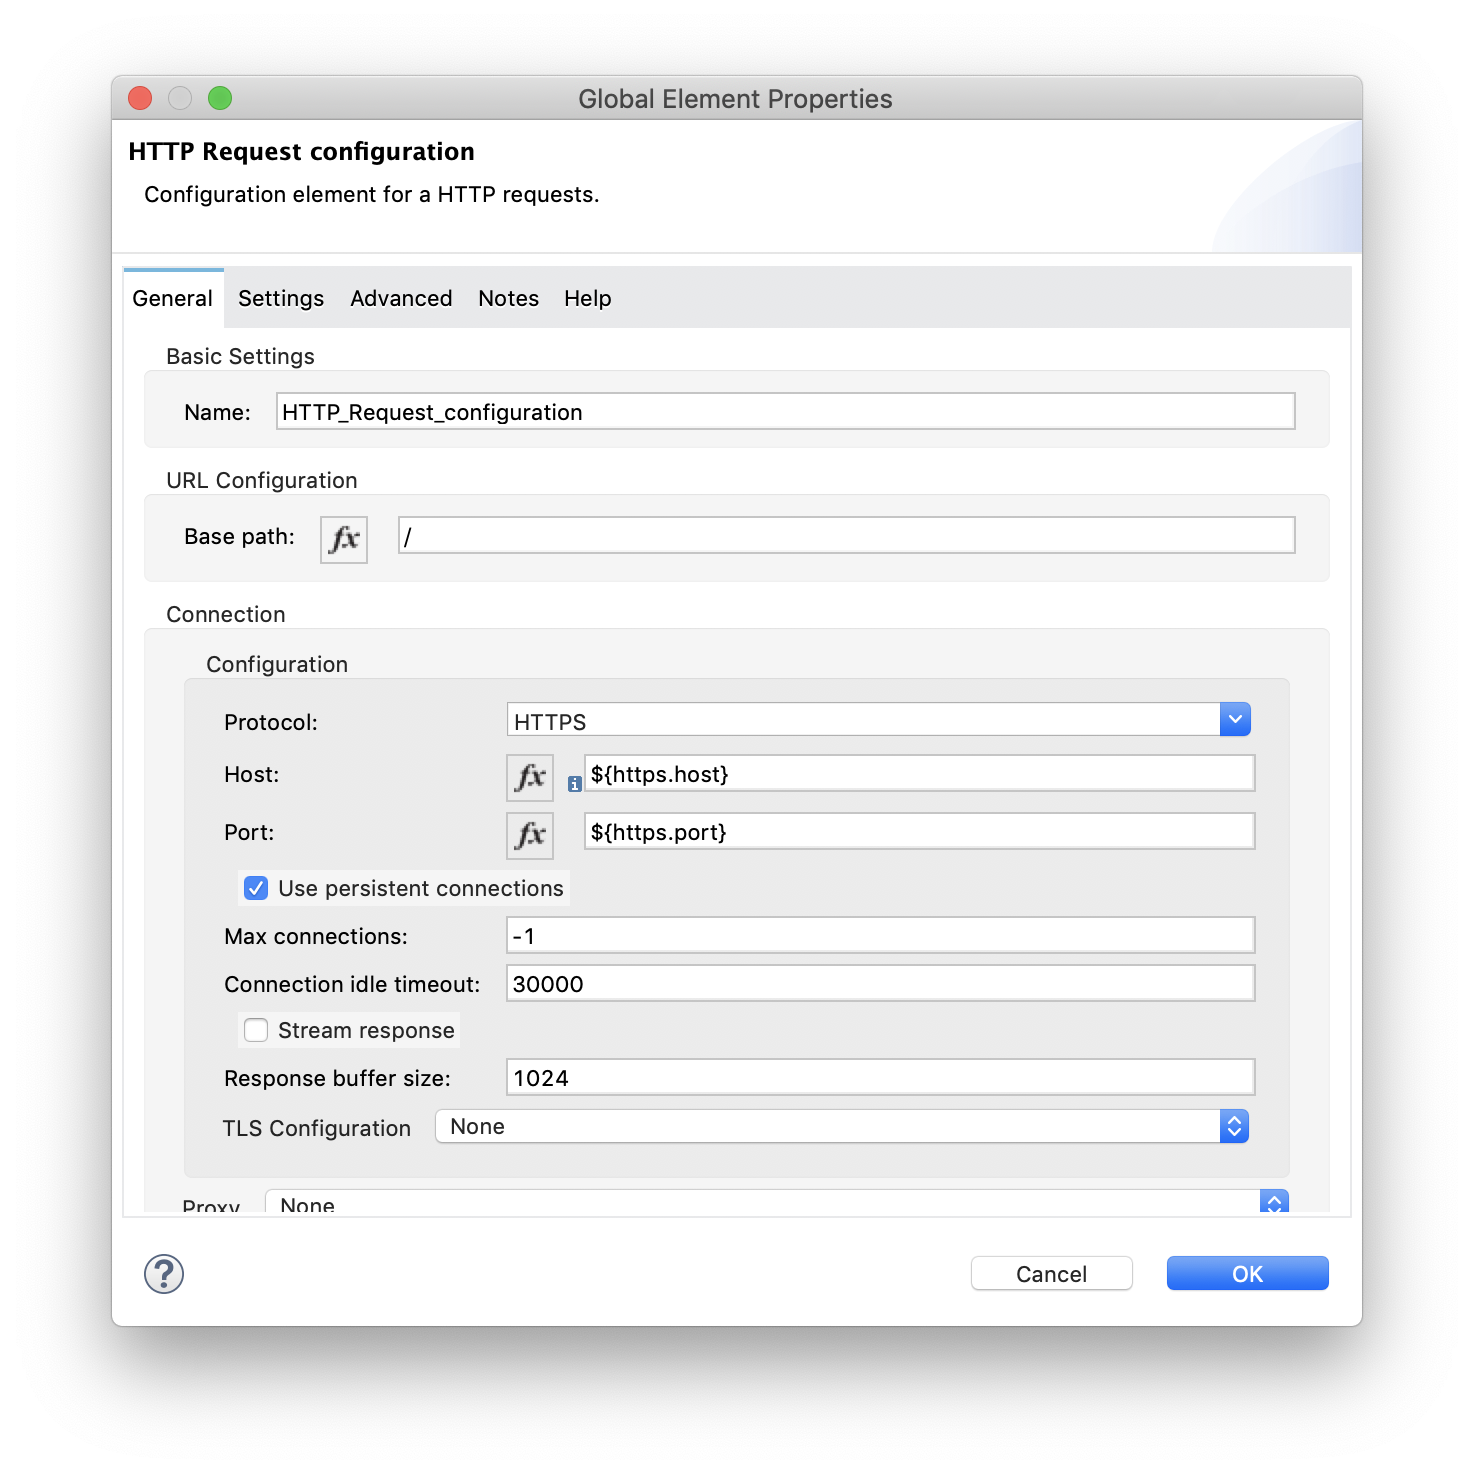 Global Element Properties
HTTP Request configuration
Configuration element for a HTTP requests.
General Settings Advanced Notes Help
Basic Settings
Name: HTTP_Request_configuration
URL Configuration
Base path: fx /
Connection
Configuration
Protocol: HTTPS
Host: fx i ${https.host}
Port: fx ${https.port}
Use persistent connections
Max connections: -1
Connection idle timeout: 30000
Stream response
Response buffer size: 1024
TLS Configuration None
Proxy None
? Cancel OK